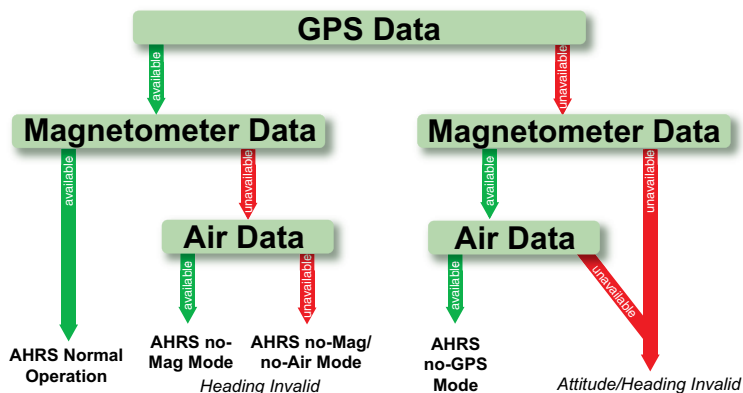 GPS Data
available
unavailable
Magnetometer Data
Magnetometer Data
available
unavailable
available
unavailable
Air Data
Air Data
available
unavailable
available
unavailable
AHRS Normal
Operation
AHRS no-
Mag Mode
AHRS no-Mag/
no-Air Mode
Heading Invalid
AHRS
no-GPS
Mode
Attitude/Heading Invalid